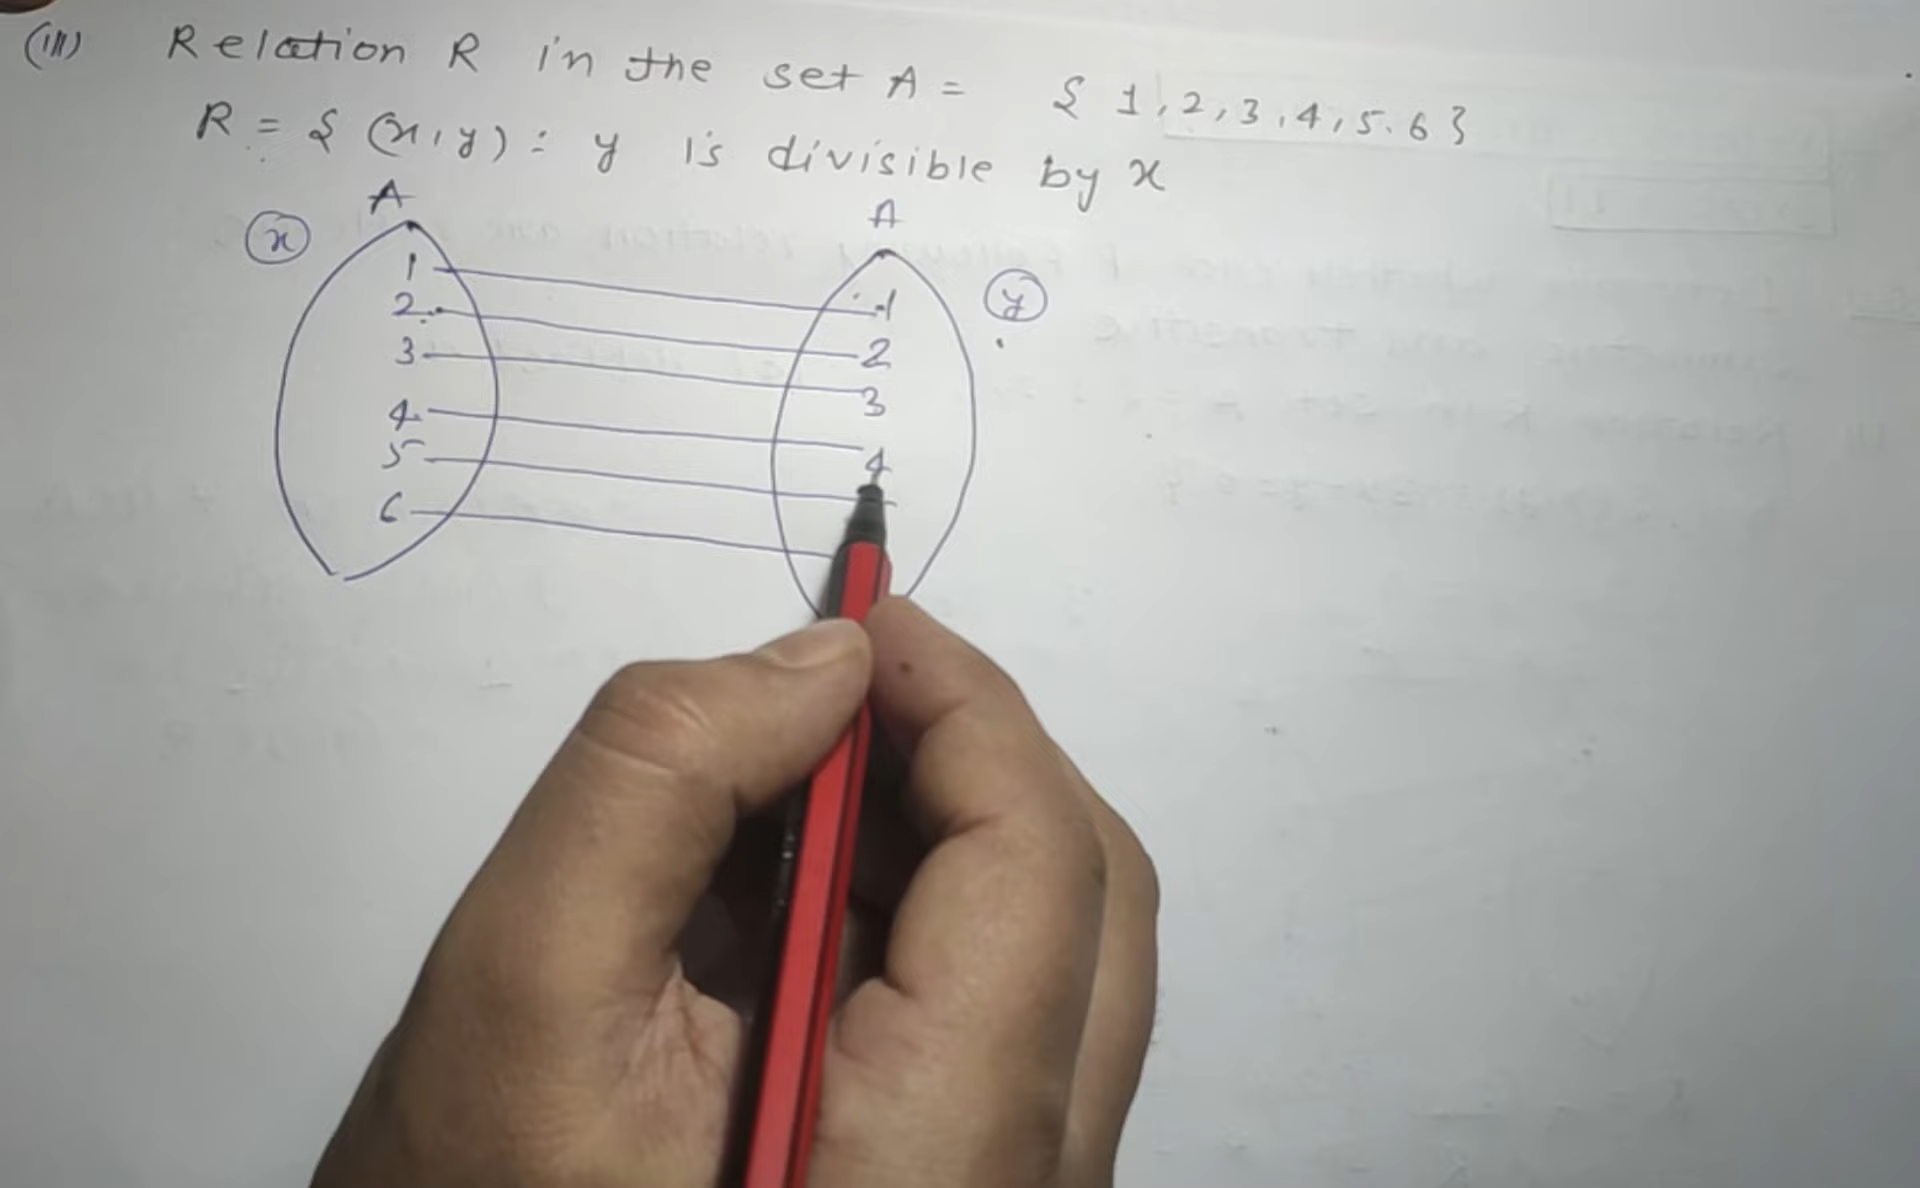 (III) Relation R in the set A = { 1, 2, 3, 4, 5. 6 }
R = { (x, y) : y is divisible by x
A
A
x
y
1
2
3
4
5
6
1
2
3
4